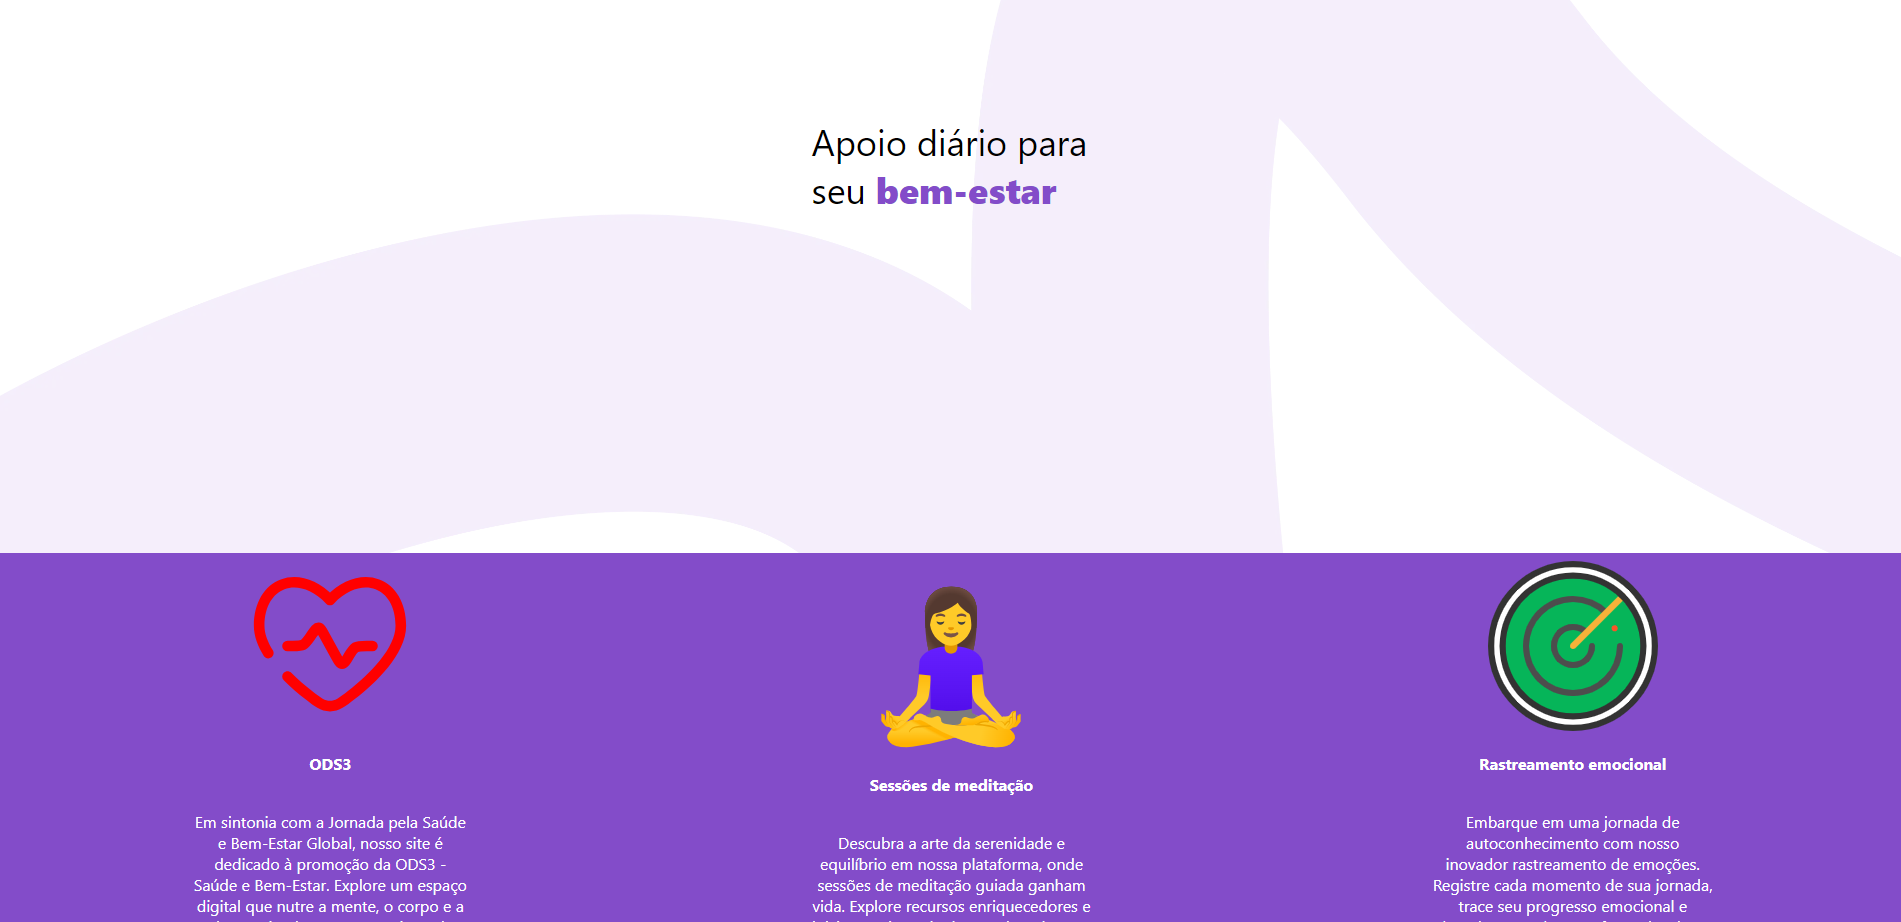 Apoio diário para
seu bem-estar
ODS3
Em sintonia com a Jornada pela Saúde
e Bem-Estar Global, nosso site é
dedicado à promoção da ODS3 -
Saúde e Bem-Estar. Explore um espaço
digital que nutre a mente, o corpo e a
Sessões de meditação
Descubra a arte da serenidade e
equilíbrio em nossa plataforma, onde
sessões de meditação guiada ganham
vida. Explore recursos enriquecedores e
Rastreamento emocional
Embarque em uma jornada de
autoconhecimento com nosso
inovador rastreamento de emoções.
Registre cada momento de sua jornada,
trace seu progresso emocional e